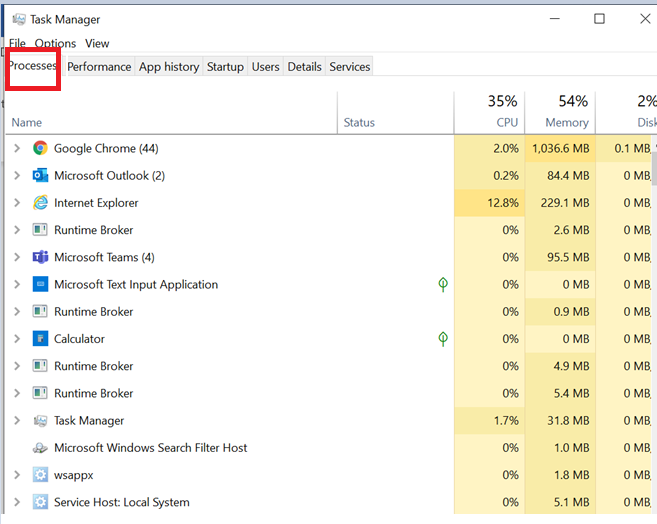 Task Manager
File Options View
Processes Performance App history Startup Users Details Services
35% 54% 2%
Name Status CPU Memory Disk
Google Chrome (44) 2.0% 1,036.6 MB 0.1 MB
Microsoft Outlook (2) 0.2% 84.4 MB 0 MB
Internet Explorer 12.8% 229.1 MB 0 MB
Runtime Broker 0% 2.6 MB 0 MB
Microsoft Teams (4) 0% 95.5 MB 0 MB
Microsoft Text Input Application 0% 0 MB 0 MB
Runtime Broker 0% 0.9 MB 0 MB
Calculator 0% 0 MB 0 MB
Runtime Broker 0% 4.9 MB 0 MB
Runtime Broker 0% 5.4 MB 0 MB
Task Manager 1.7% 31.8 MB 0 MB
Microsoft Windows Search Filter Host 0% 1.0 MB 0 MB
wsappx 0% 1.8 MB 0 MB
Service Host: Local System 0% 5.1 MB 0 MB